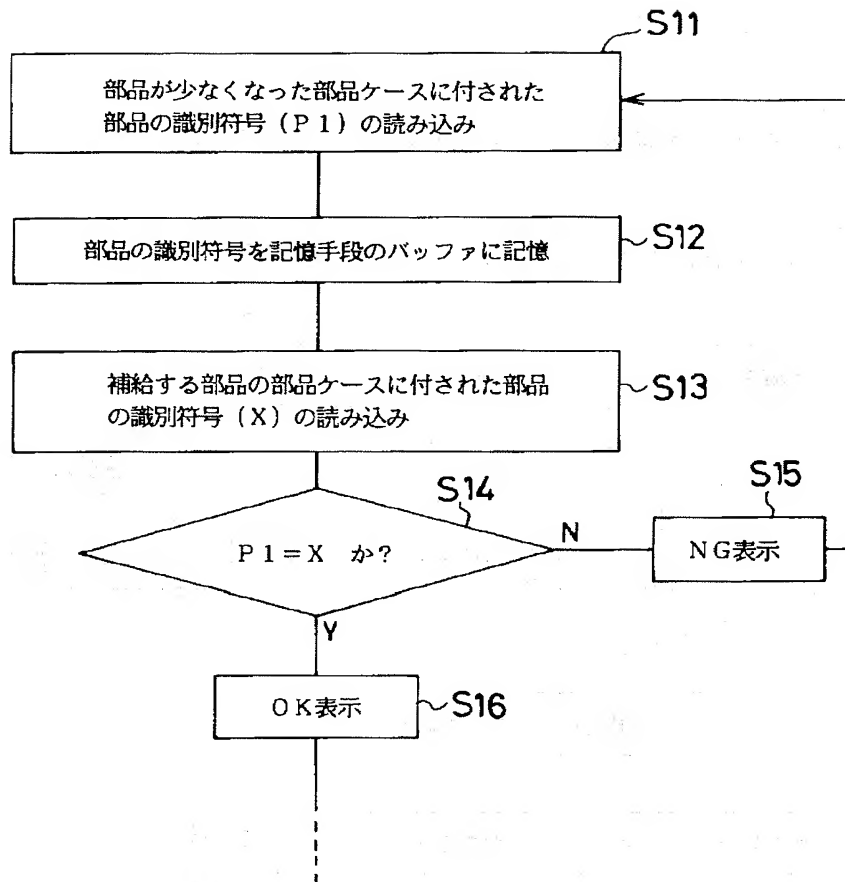 S11
部品が少なくなった部品ケースに付された
部品の識別符号（Ｐ１）の読み込み
部品の識別符号を記憶手段のバッファに記憶
S12
補給する部品の部品ケースに付された部品
の識別符号（Ｘ）の読み込み
S13
S14
Ｐ１＝Ｘ　か？
N
S15
ＮＧ表示
Y
ＯＫ表示
S16